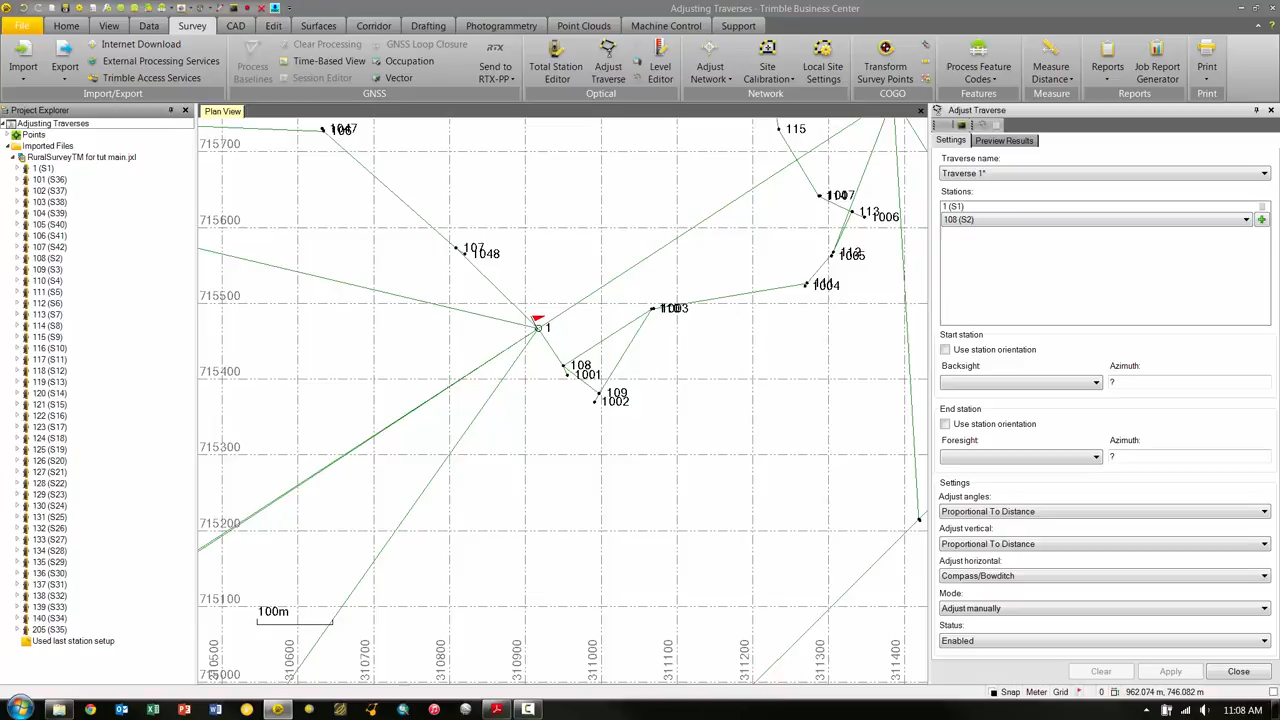 Adjusting Traverses - Trimble Business Center
File Home View Data Survey CAD Edit Surfaces Corridor Drafting Photogrammetry Point Clouds Machine Control Support
Import
Export
Internet Download
External Processing Services
Trimble Access Services
Import/Export
Process Baselines
Clear Processing
Time-Based View
Session Editor
GNSS Loop Closure
Occupation
Vector
RTX
Send to RTX-PP
GNSS
Total Station Editor
Adjust Traverse
Level Editor
Optical
Adjust Network
Site Calibration
Local Site Settings
Network
Transform Survey Points
COGO
Process Feature Codes
Features
Measure Distance
Measure
Reports
Job Report Generator
Reports
Print
Print
Project Explorer
Adjusting Traverses
Points
Imported Files
RuralSurveyTM for tut main.jxl
1 (S1)
101 (S36)
102 (S37)
103 (S38)
104 (S39)
105 (S40)
106 (S41)
107 (S42)
108 (S2)
109 (S3)
110 (S4)
111 (S5)
112 (S6)
113 (S7)
114 (S8)
115 (S9)
116 (S10)
117 (S11)
118 (S12)
119 (S13)
120 (S14)
121 (S15)
122 (S16)
123 (S17)
124 (S18)
125 (S19)
126 (S20)
127 (S21)
128 (S22)
129 (S23)
130 (S24)
131 (S25)
132 (S26)
133 (S27)
134 (S28)
135 (S29)
136 (S30)
137 (S31)
138 (S32)
139 (S33)
140 (S34)
205 (S35)
Used last station setup
Plan View
1047
115
715700
113
1006
715600
107
1048
1005
1004
715500
1003
1
715400
108
1001
109
1002
715300
715200
715100
100m
715000
310500
310600
310700
310800
310900
311000
311100
311200
311300
311400
Adjust Traverse
Settings
Preview Results
Traverse name:
Traverse 1*
Stations:
1 (S1)
108 (S2)
Start station
Use station orientation
Backsight:
Azimuth:
?
End station
Use station orientation
Foresight:
Azimuth:
?
Settings
Adjust angles:
Proportional To Distance
Adjust vertical:
Proportional To Distance
Adjust horizontal:
Compass/Bowditch
Mode:
Adjust manually
Status:
Enabled
Clear
Apply
Close
Snap
Meter
Grid
0
962.074 m, 746.082 m
11:08 AM